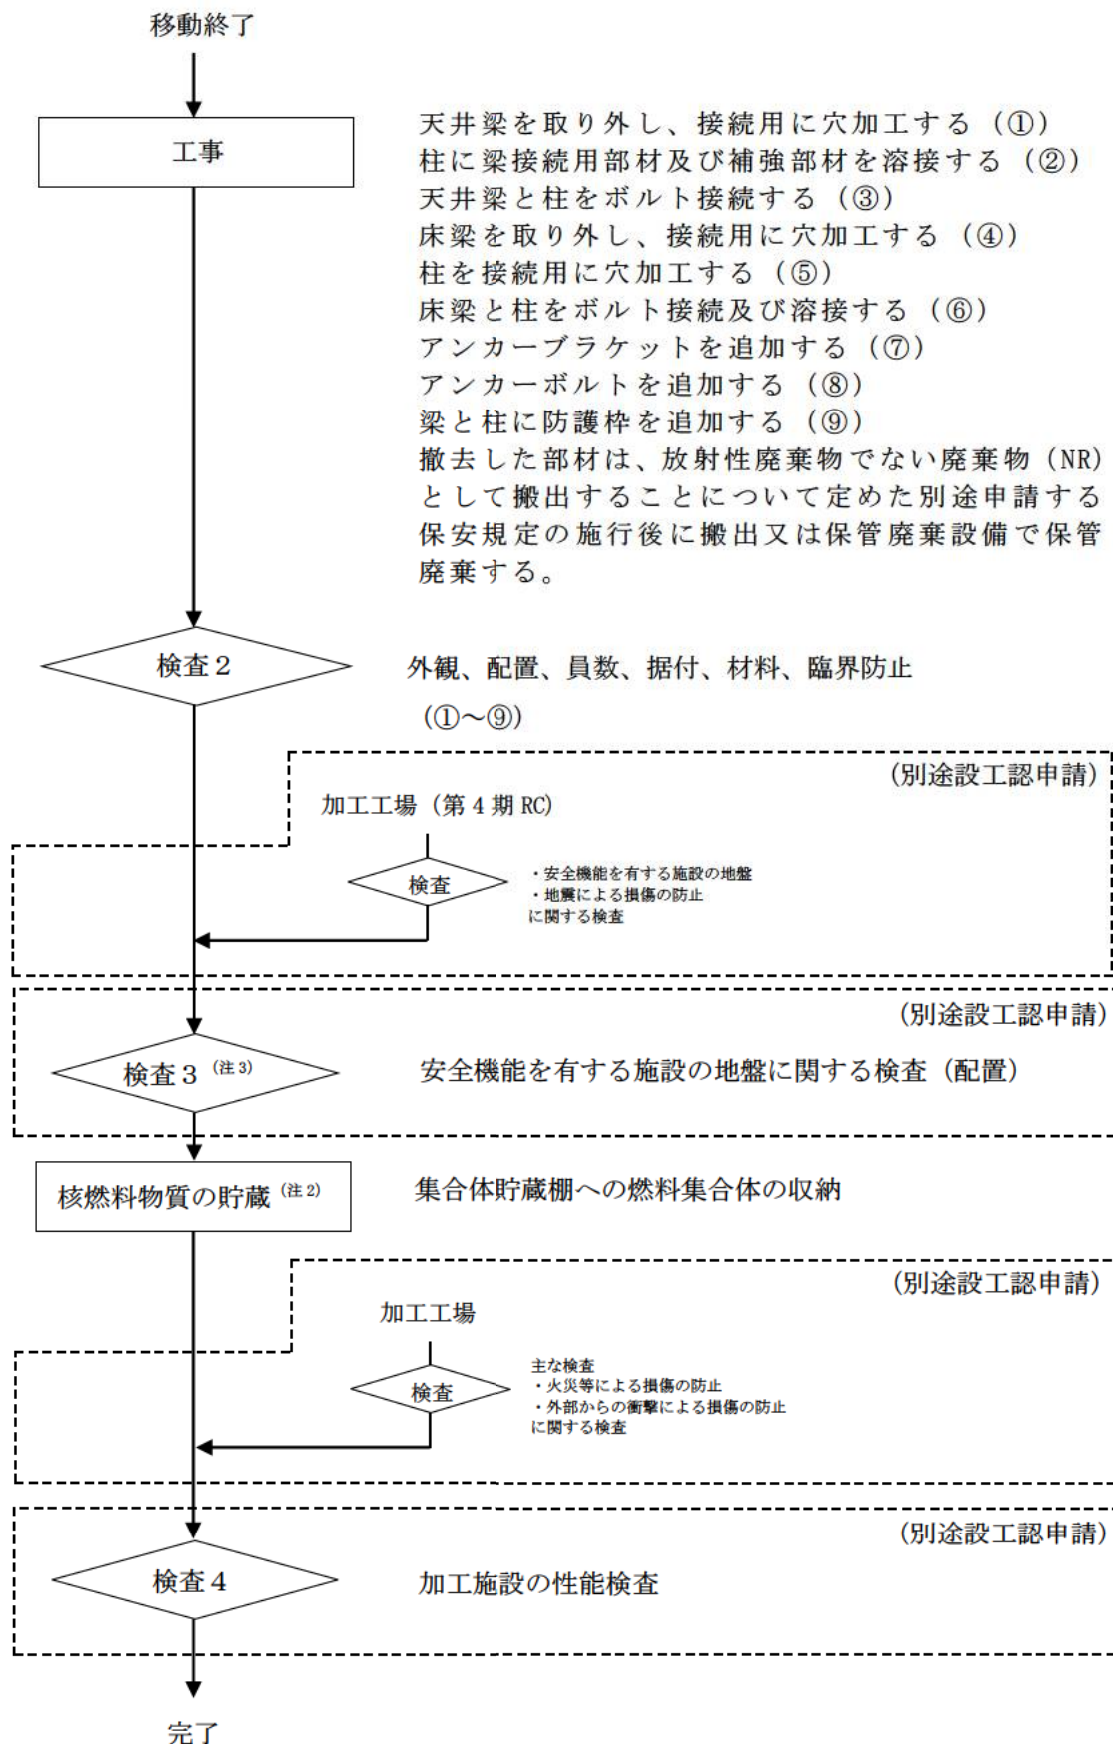 移動終了
工事
天井梁を取り外し、接続用に穴加工する（①）
柱に梁接続用部材及び補強部材を溶接する（②）
天井梁と柱をボルト接続する（③）
床梁を取り外し、接続用に穴加工する（④）
柱を接続用に穴加工する（⑤）
床梁と柱をボルト接続及び溶接する（⑥）
アンカーブラケットを追加する（⑦）
アンカーボルトを追加する（⑧）
梁と柱に防護枠を追加する（⑨）
撤去した部材は、放射性廃棄物でない廃棄物（NR）
として搬出することについて定めた別途申請する
保安規定の施行後に搬出又は保管廃棄設備で保管
廃棄する。
検査２
外観、配置、員数、据付、材料、臨界防止
（①～⑨）
（別途設工認申請）
加工工場（第４期 RC）
検査
・安全機能を有する施設の地盤
・地震による損傷の防止
に関する検査
（別途設工認申請）
検査３（注3）
安全機能を有する施設の地盤に関する検査（配置）
核燃料物質の貯蔵（注2）
集合体貯蔵棚への燃料集合体の収納
（別途設工認申請）
加工工場
検査
主な検査
・火災等による損傷の防止
・外部からの衝撃による損傷の防止
に関する検査
（別途設工認申請）
検査４
加工施設の性能検査
完了